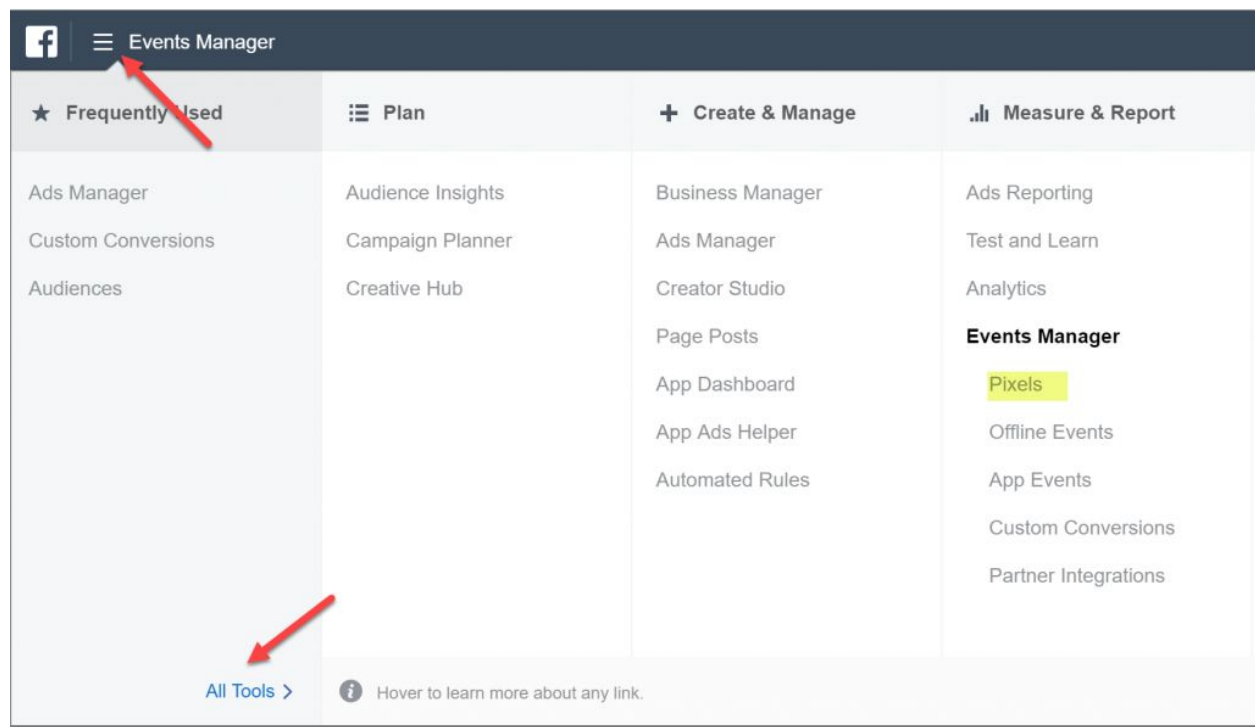 f
Events Manager
Frequently Used
Ads Manager
Custom Conversions
Audiences
All Tools >
Plan
Audience Insights
Campaign Planner
Creative Hub
Create & Manage
Business Manager
Ads Manager
Creator Studio
Page Posts
App Dashboard
App Ads Helper
Automated Rules
Measure & Report
Ads Reporting
Test and Learn
Analytics
Events Manager
Pixels
Offline Events
App Events
Custom Conversions
Partner Integrations
Hover to learn more about any link.